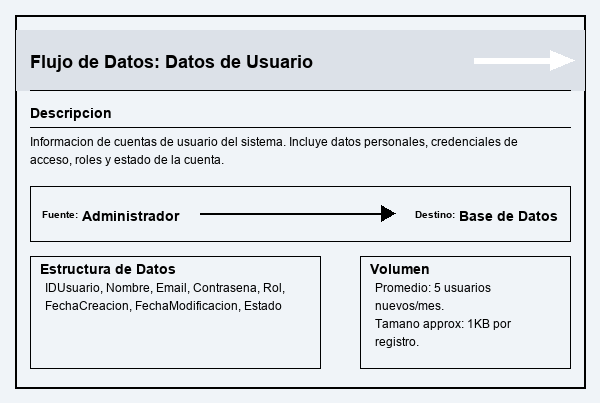 Flujo de Datos: Datos de Usuario
Descripcion
Informacion de cuentas de usuario del sistema. Incluye datos personales, credenciales de
acceso, roles y estado de la cuenta.
Fuente: Administrador
Destino: Base de Datos
Estructura de Datos
IDUsuario, Nombre, Email, Contrasena, Rol,
FechaCreacion, FechaModificacion, Estado
Volumen
Promedio: 5 usuarios
nuevos/mes.
Tamano approx: 1KB por
registro.